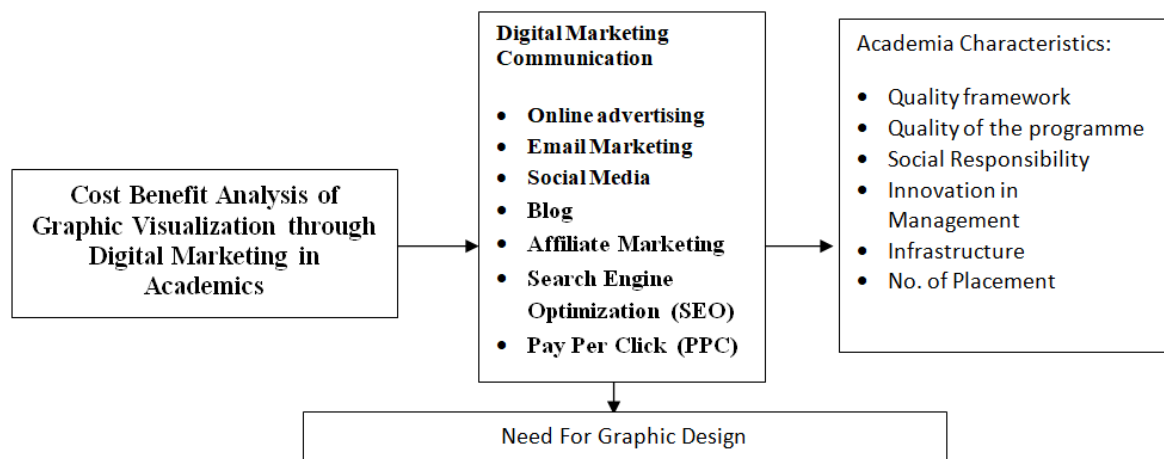 Cost Benefit Analysis of
Graphic Visualization through
Digital Marketing in
Academics
Digital Marketing
Communication
• Online advertising
• Email Marketing
• Social Media
• Blog
• Affiliate Marketing
• Search Engine
Optimization (SEO)
• Pay Per Click (PPC)
Academia Characteristics:
• Quality framework
• Quality of the programme
• Social Responsibility
• Innovation in
Management
• Infrastructure
• No. of Placement
Need For Graphic Design